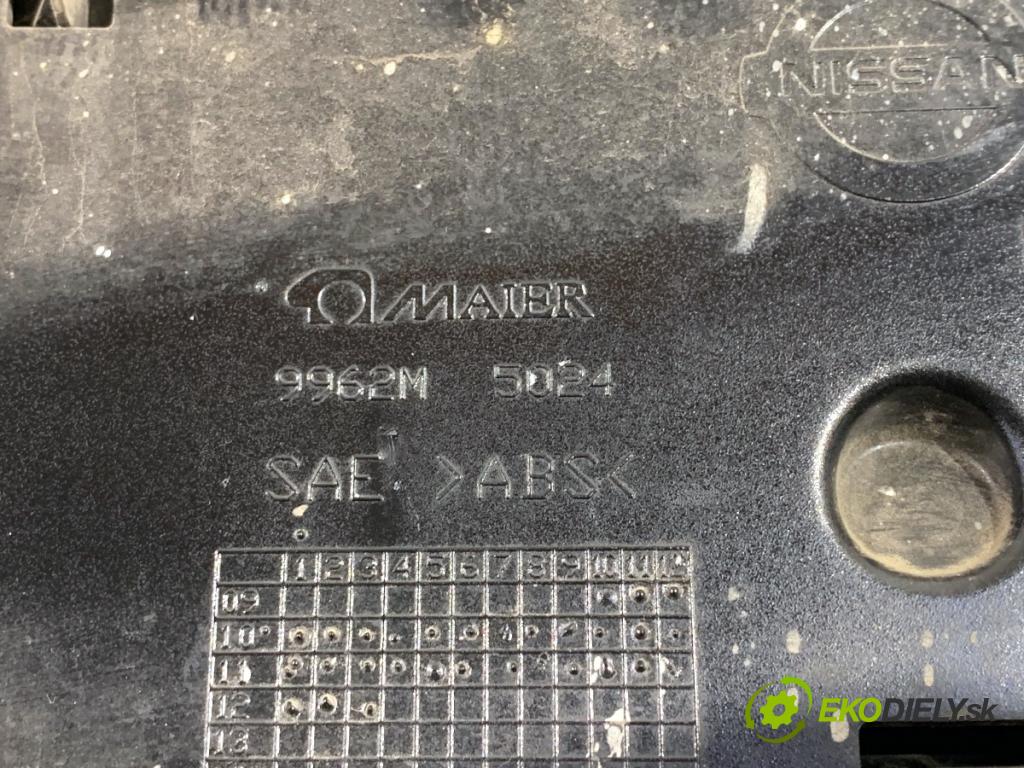 NISSAN
MAIER
9962M 5024
SAE >ABS<
1 2 3 4 5 6 7 8 9 10 11 12
09
10
11
12
13
EKODIELY.sk